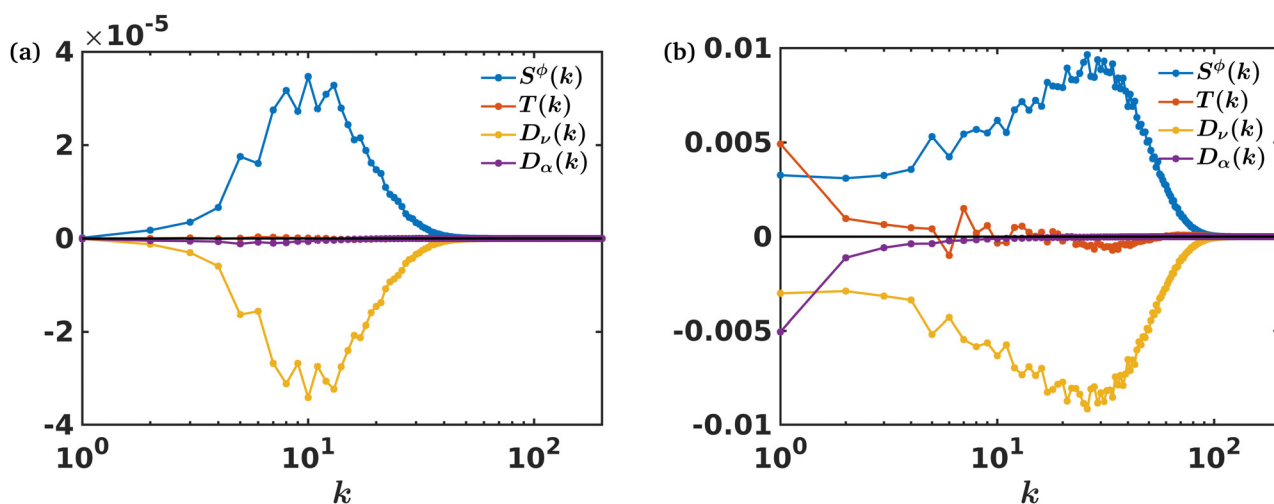 (a)
×10⁻⁵
4
2
0
-2
-4
10⁰ 10¹ 10²
k
S^ϕ(k)
T(k)
D_ν(k)
D_α(k)
(b)
0.01
0.005
0
-0.005
-0.01
10⁰ 10¹ 10²
k
S^ϕ(k)
T(k)
D_ν(k)
D_α(k)